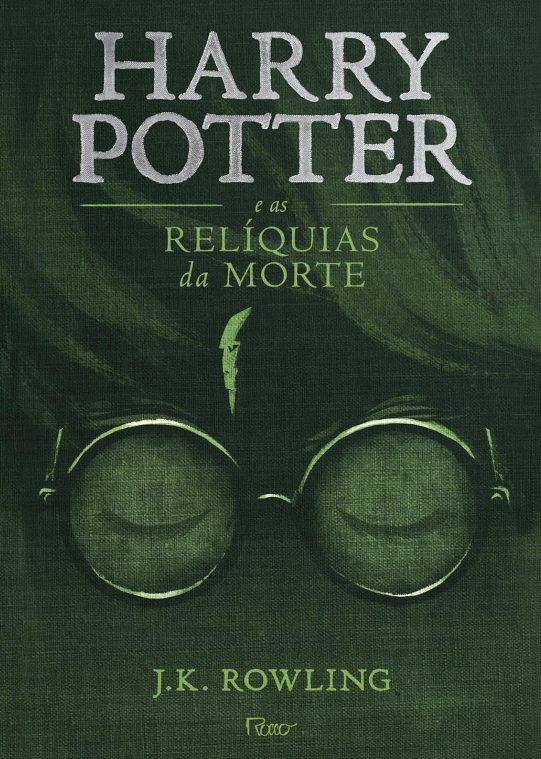 HARRY
POTTER
e as
RELÍQUIAS
da MORTE
J.K. ROWLING
Rocco